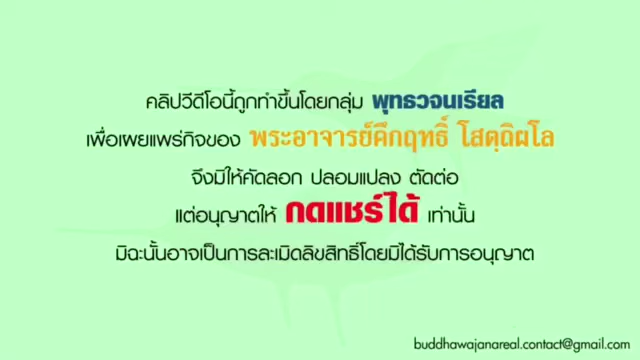 คลิปวีดีโอนี้ถูกทำขึ้นโดยกลุ่ม พุทธวจนเรียล
เพื่อเผยแพร่กิจของ พระอาจารย์คึกฤทธิ์ โสตฺถิผโล
จึงมิให้คัดลอก ปลอมแปลง ตัดต่อ
แต่อนุญาตให้ กดแชร์ได้ เท่านั้น
มิฉะนั้นอาจเป็นการละเมิดลิขสิทธิ์โดยมิได้รับการอนุญาต
buddhawajanareal.contact@gmail.com